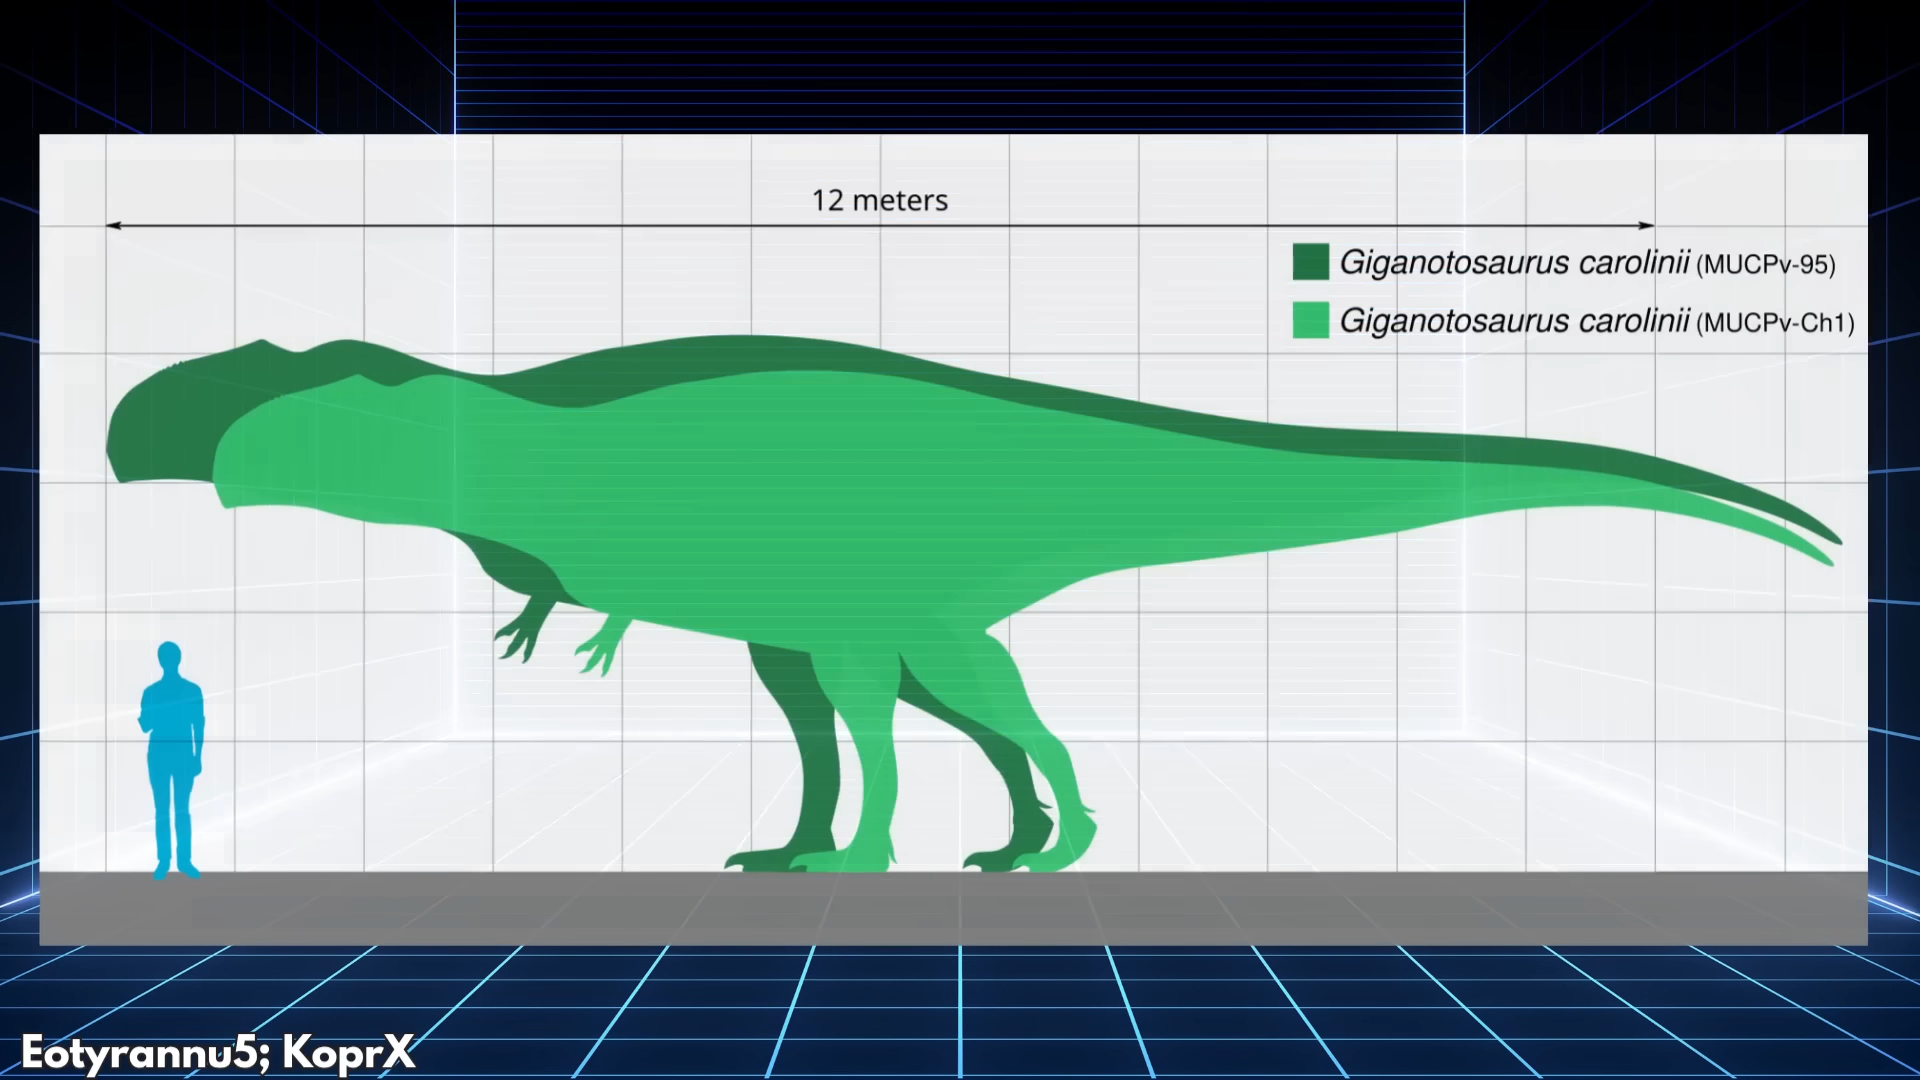 12 meters
Giganotosaurus carolinii (MUCPv-95)
Giganotosaurus carolinii (MUCPv-Ch1)
Eotyrannu5; KoprX